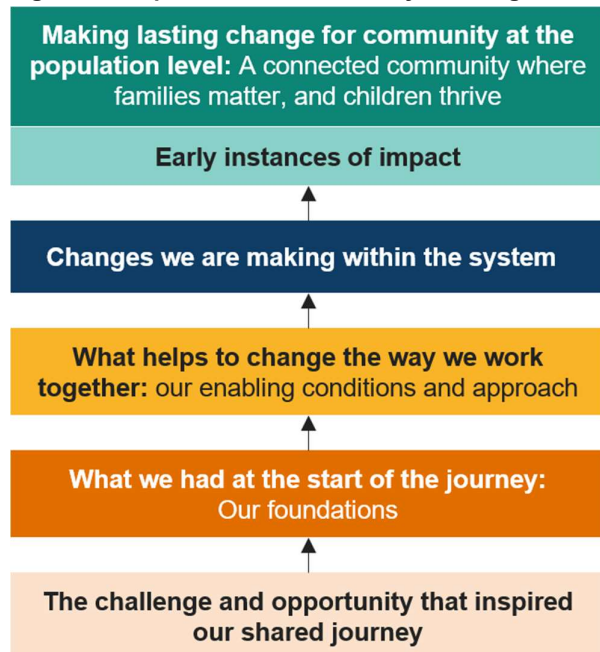 Making lasting change for community at the
population level: A connected community where
families matter, and children thrive
Early instances of impact
Changes we are making within the system
What helps to change the way we work
together: our enabling conditions and approach
What we had at the start of the journey:
Our foundations
The challenge and opportunity that inspired
our shared journey